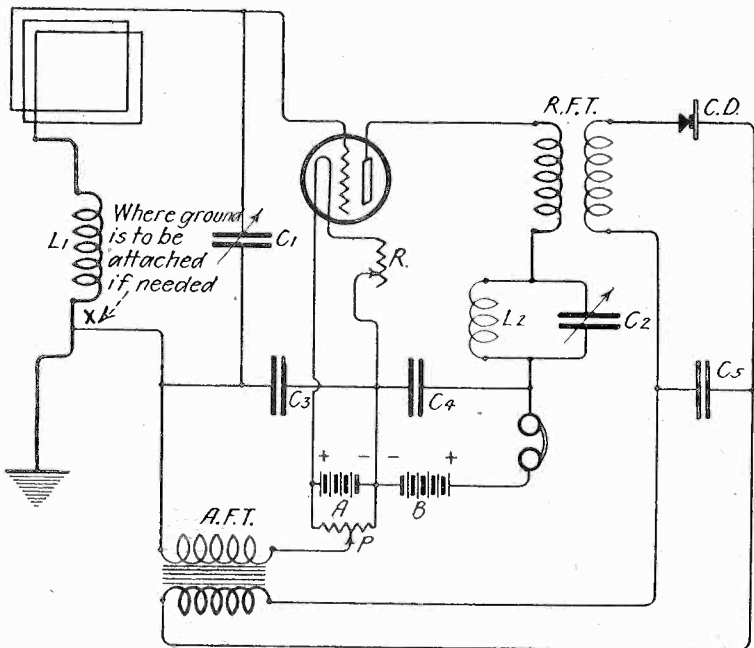 R.F.T.
C.D.
L1
Where ground
is to be
attached
if needed
X
C1
R.
L2
C2
C3
C4
C5
+ - - +
A
B
P
A.F.T.